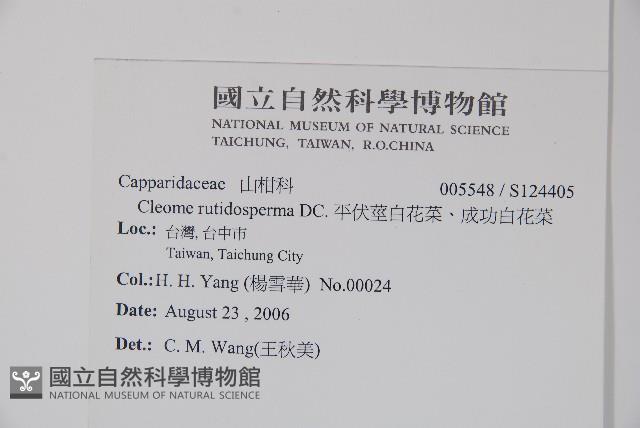 國立自然科學博物館
NATIONAL MUSEUM OF NATURAL SCIENCE
TAICHUNG, TAIWAN, R.O.CHINA
Capparidaceae 山柑科 005548 / S124405
Cleome rutidosperma DC. 平伏莖白花菜、成功白花菜
Loc.: 台灣, 台中市
Taiwan, Taichung City
Col.:H. H. Yang (楊雪華) No.00024
Date: August 23 , 2006
Det.: C. M. Wang(王秋美)
國立自然科學博物館
NATIONAL MUSEUM OF NATURAL SCIENCE